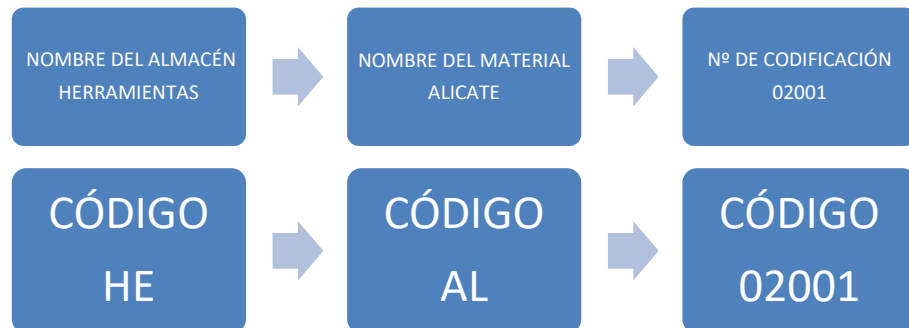 NOMBRE DEL ALMACÉN
HERRAMIENTAS
NOMBRE DEL MATERIAL
ALICATE
Nº DE CODIFICACIÓN
02001
CÓDIGO
HE
CÓDIGO
AL
CÓDIGO
02001